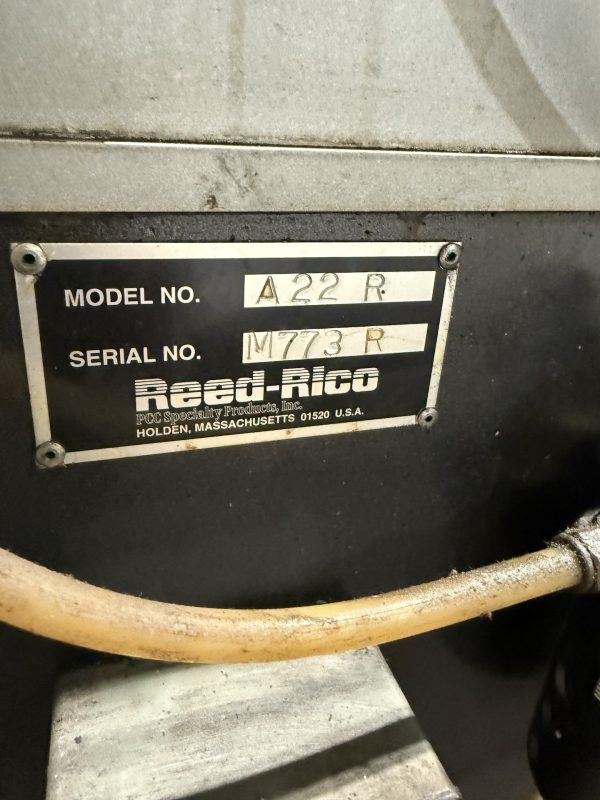 MODEL NO. A22 R
SERIAL NO. M773 R
Reed-Rico
PCC Specialty Products, Inc.
HOLDEN, MASSACHUSETTS 01520 U.S.A.